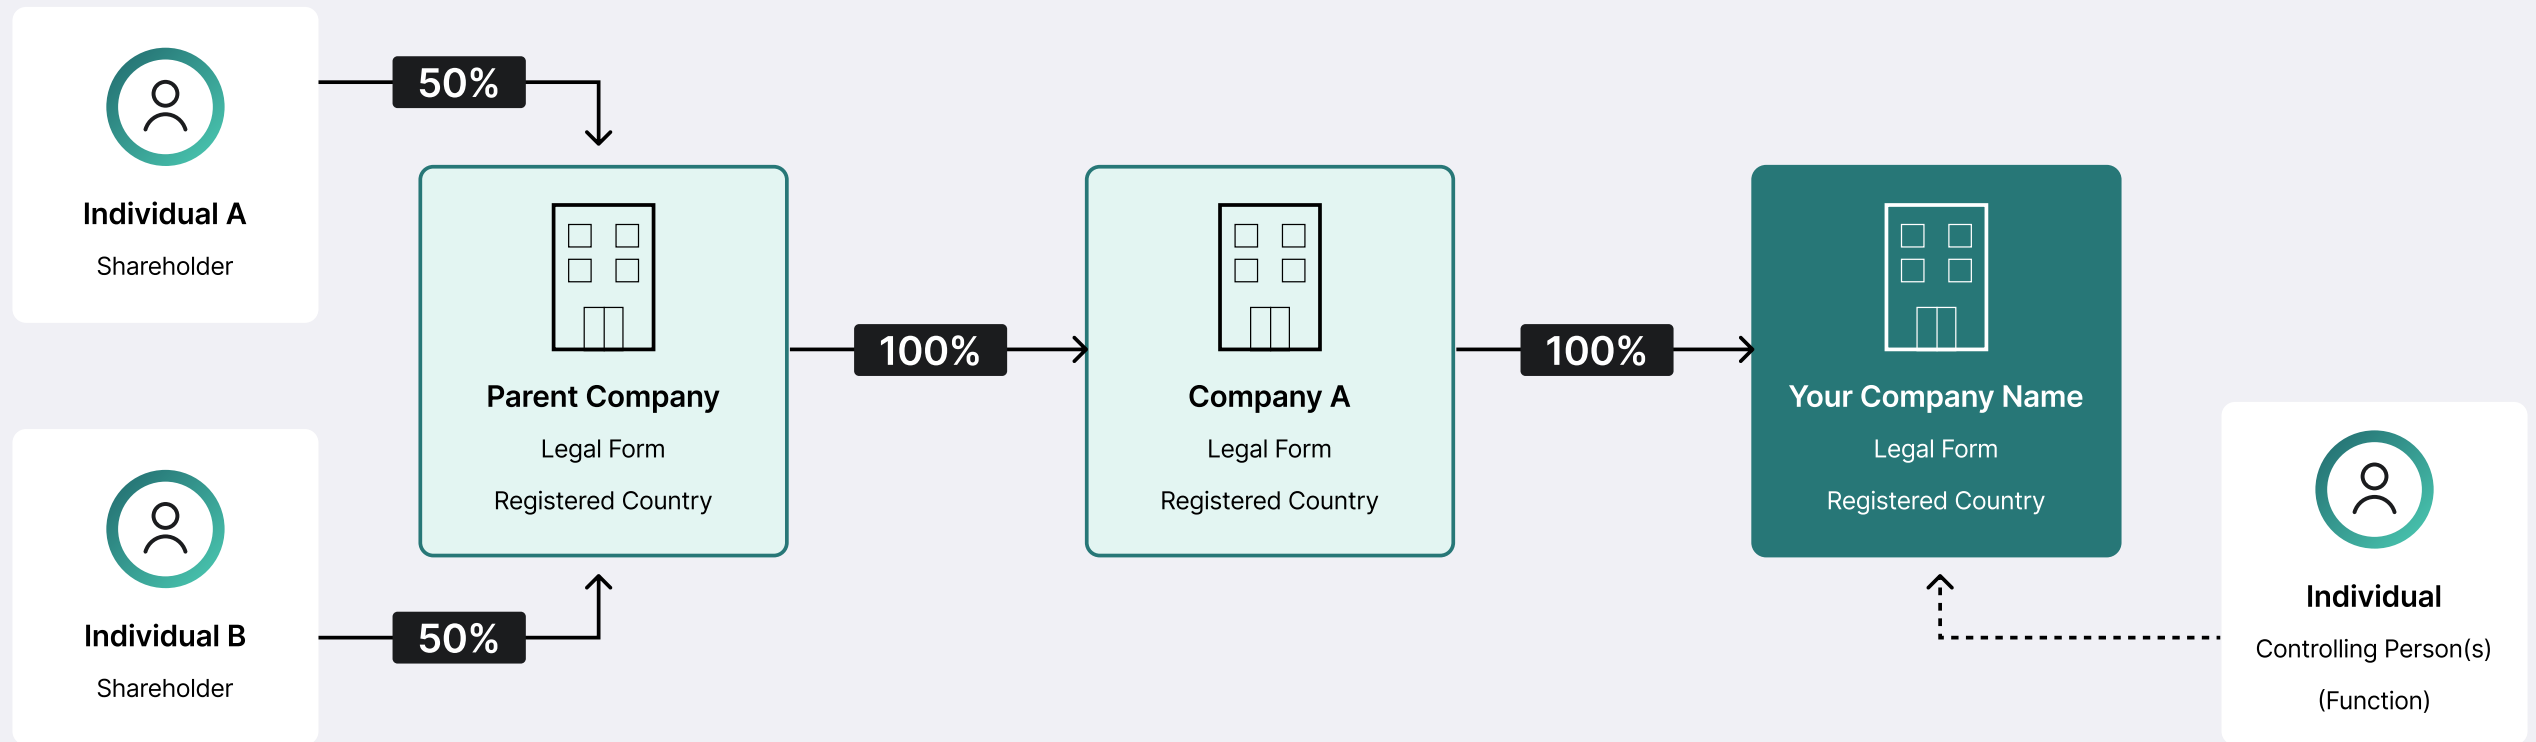 Individual A
Shareholder
50%
Individual B
Shareholder
50%
Parent Company
Legal Form
Registered Country
100%
Company A
Legal Form
Registered Country
100%
Your Company Name
Legal Form
Registered Country
Individual
Controlling Person(s)
(Function)